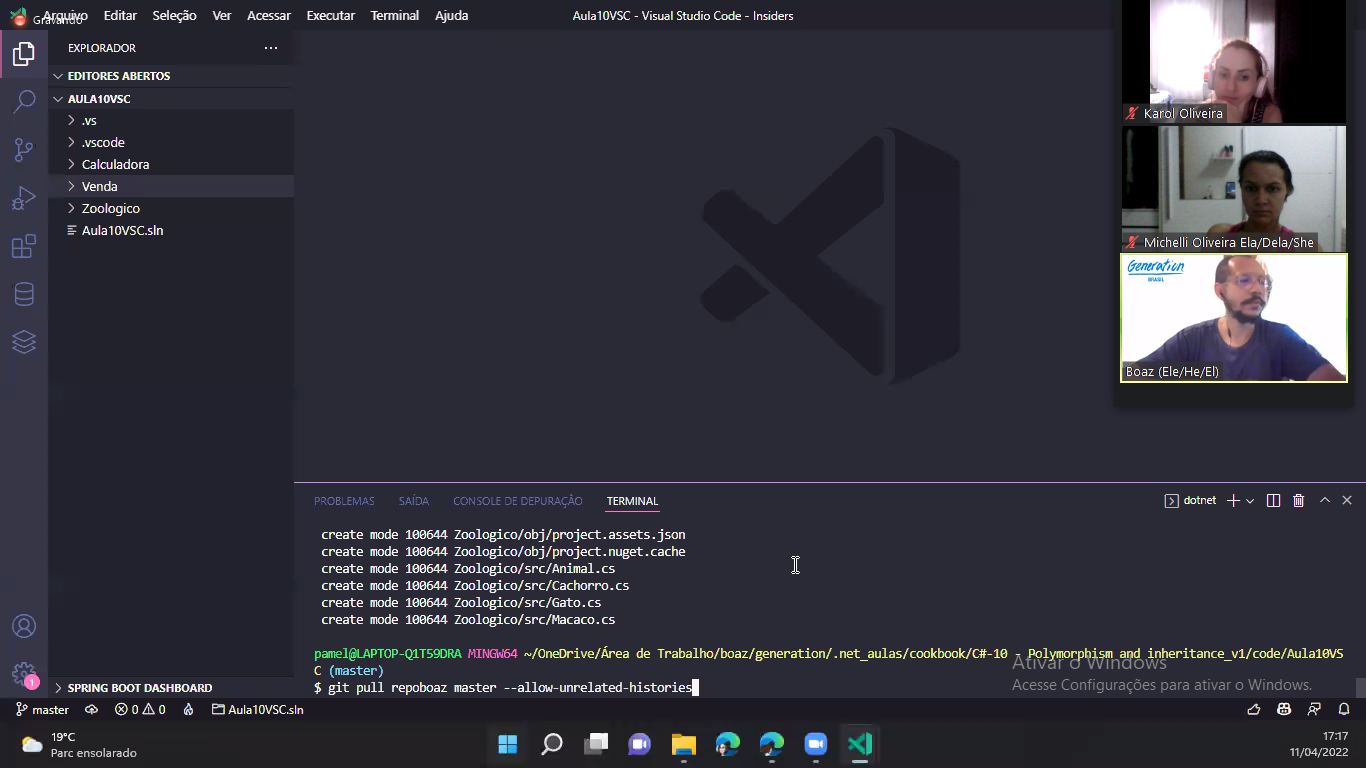 Gravando
Arquivo Editar Seleção Ver Acessar Executar Terminal Ajuda
Aula10VSC - Visual Studio Code - Insiders
EXPLORADOR
EDITORES ABERTOS
AULA10VSC
.vs
.vscode
Calculadora
Venda
Zoologico
Aula10VSC.sln
SPRING BOOT DASHBOARD
PROBLEMAS SAÍDA CONSOLE DE DEPURAÇÃO TERMINAL
dotnet
create mode 100644 Zoologico/obj/project.assets.json
create mode 100644 Zoologico/obj/project.nuget.cache
create mode 100644 Zoologico/src/Animal.cs
create mode 100644 Zoologico/src/Cachorro.cs
create mode 100644 Zoologico/src/Gato.cs
create mode 100644 Zoologico/src/Macaco.cs
pamel@LAPTOP-Q1T59DRA MINGW64 ~/OneDrive/Área de Trabalho/boaz/generation/.net_aulas/cookbook/C#-10 - Polymorphism and inheritance_v1/code/Aula10VS
C (master)
$ git pull repoboaz master --allow-unrelated-histories
Karol Oliveira
Michelli Oliveira Ela/Dela/She
Generation
BRASIL
Boaz (Ele/He/El)
Ativar o Windows
Acesse Configurações para ativar o Windows.
1
master 0 0 Aula10VSC.sln
19°C
Parc ensolarado
17:17
11/04/2022